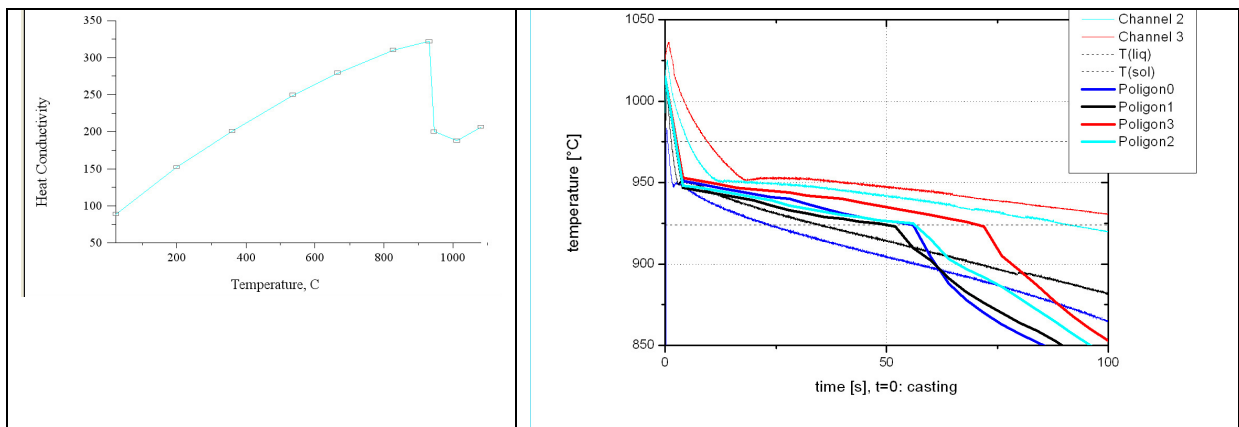 350
300
250
200
150
100
50
Heat Conductivity
200
400
600
800
1000
Temperature, C
1050
1000
950
900
850
temperature [°C]
0
50
100
time [s], t=0: casting
Channel 2
Channel 3
T(liq)
T(sol)
Poligon0
Poligon1
Poligon3
Poligon2